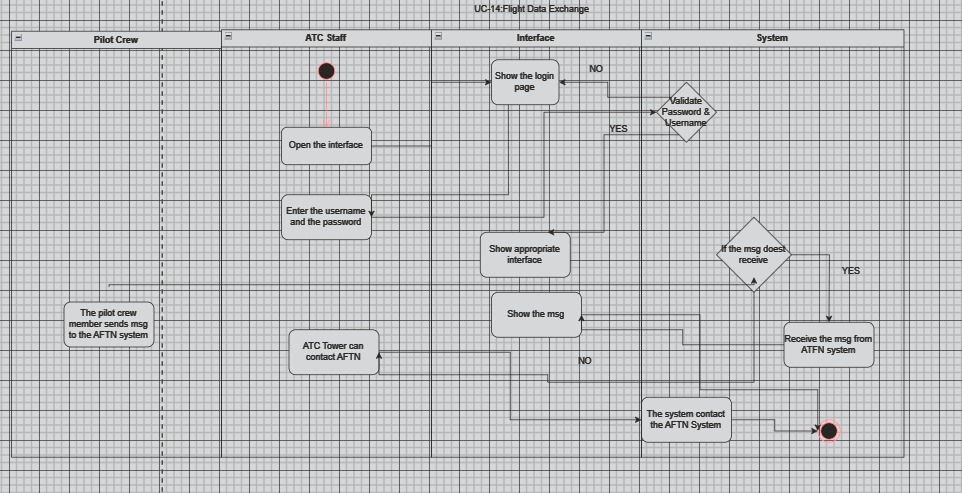 UC-14:Flight Data Exchange
Pilot Crew
ATC Staff
Interface
System
Show the login
page
NO
Validate
Password &
Username
YES
Open the interface
Enter the username
and the password
Show appropriate
interface
If the msg doest
receive
YES
The pilot crew
member sends msg
to the AFTN system
Show the msg
ATC Tower can
contact AFTN
NO
Receive the msg from
ATFN system
The system contact
the AFTN System